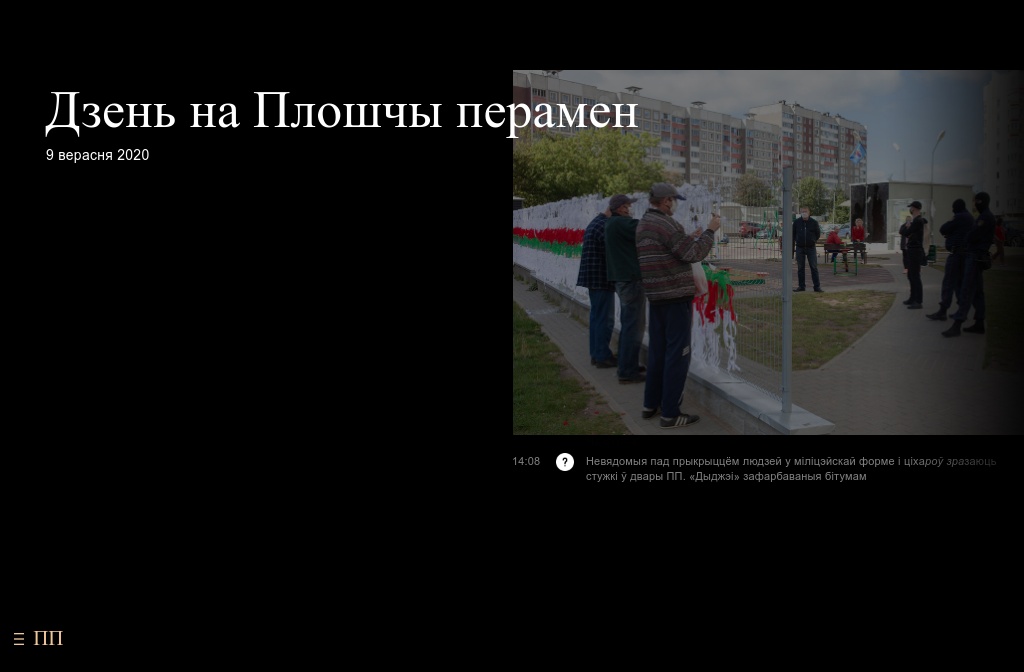 Дзень на Плошчы перамен
9 верасня 2020
14:08 ? Невядомыя пад прыкрыццём людзей у міліцэйскай форме і ціхароў зразаюць
стужкі ў двары ПП. «Дыджэі» зафарбаваныя бітумам
ПП